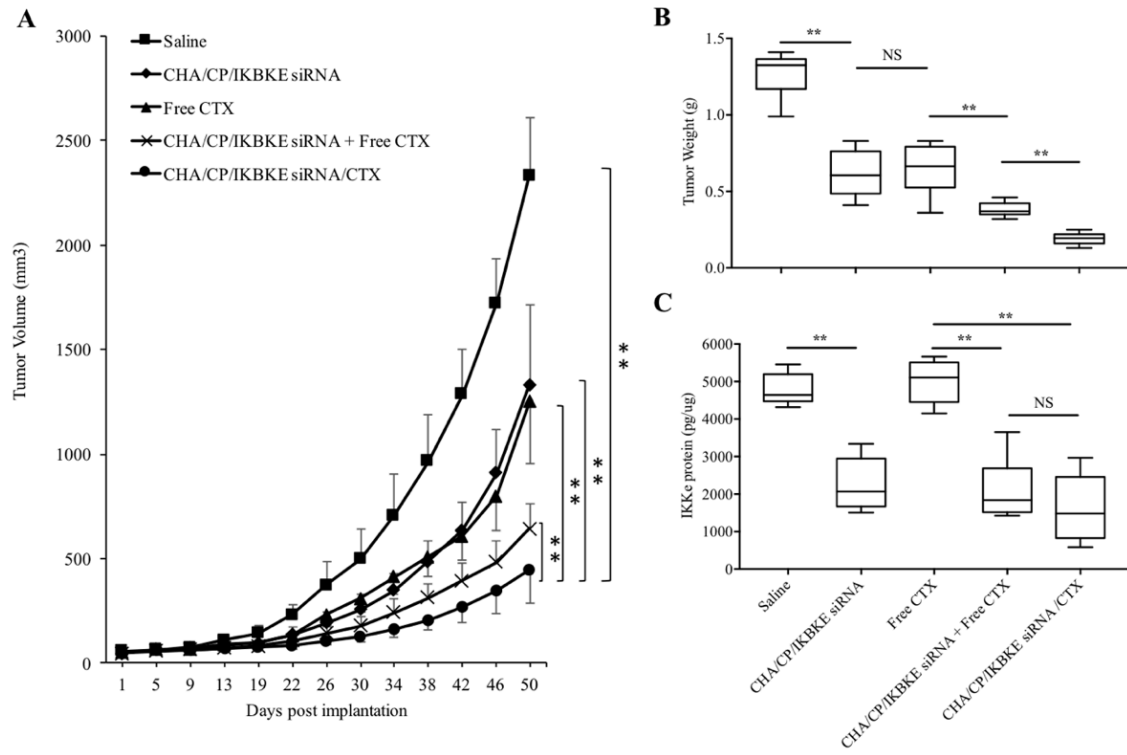 A
3000
2500
2000
1500
1000
500
0
Tumor Volume (mm3)
Saline
CHA/CP/IKBKE siRNA
Free CTX
CHA/CP/IKBKE siRNA + Free CTX
CHA/CP/IKBKE siRNA/CTX
**
**
**
**
1 5 9 13 19 22 26 30 34 38 42 46 50
Days post implantation
B
1.5
1.0
0.5
0.0
Tumor Weight (g)
**
NS
**
**
C
6000
5000
4000
3000
2000
1000
0
IKKe protein (pg/ug)
**
**
**
NS
Saline
CHA/CP/IKBKE siRNA
Free CTX
CHA/CP/IKBKE siRNA + Free CTX
CHA/CP/IKBKE siRNA /CTX